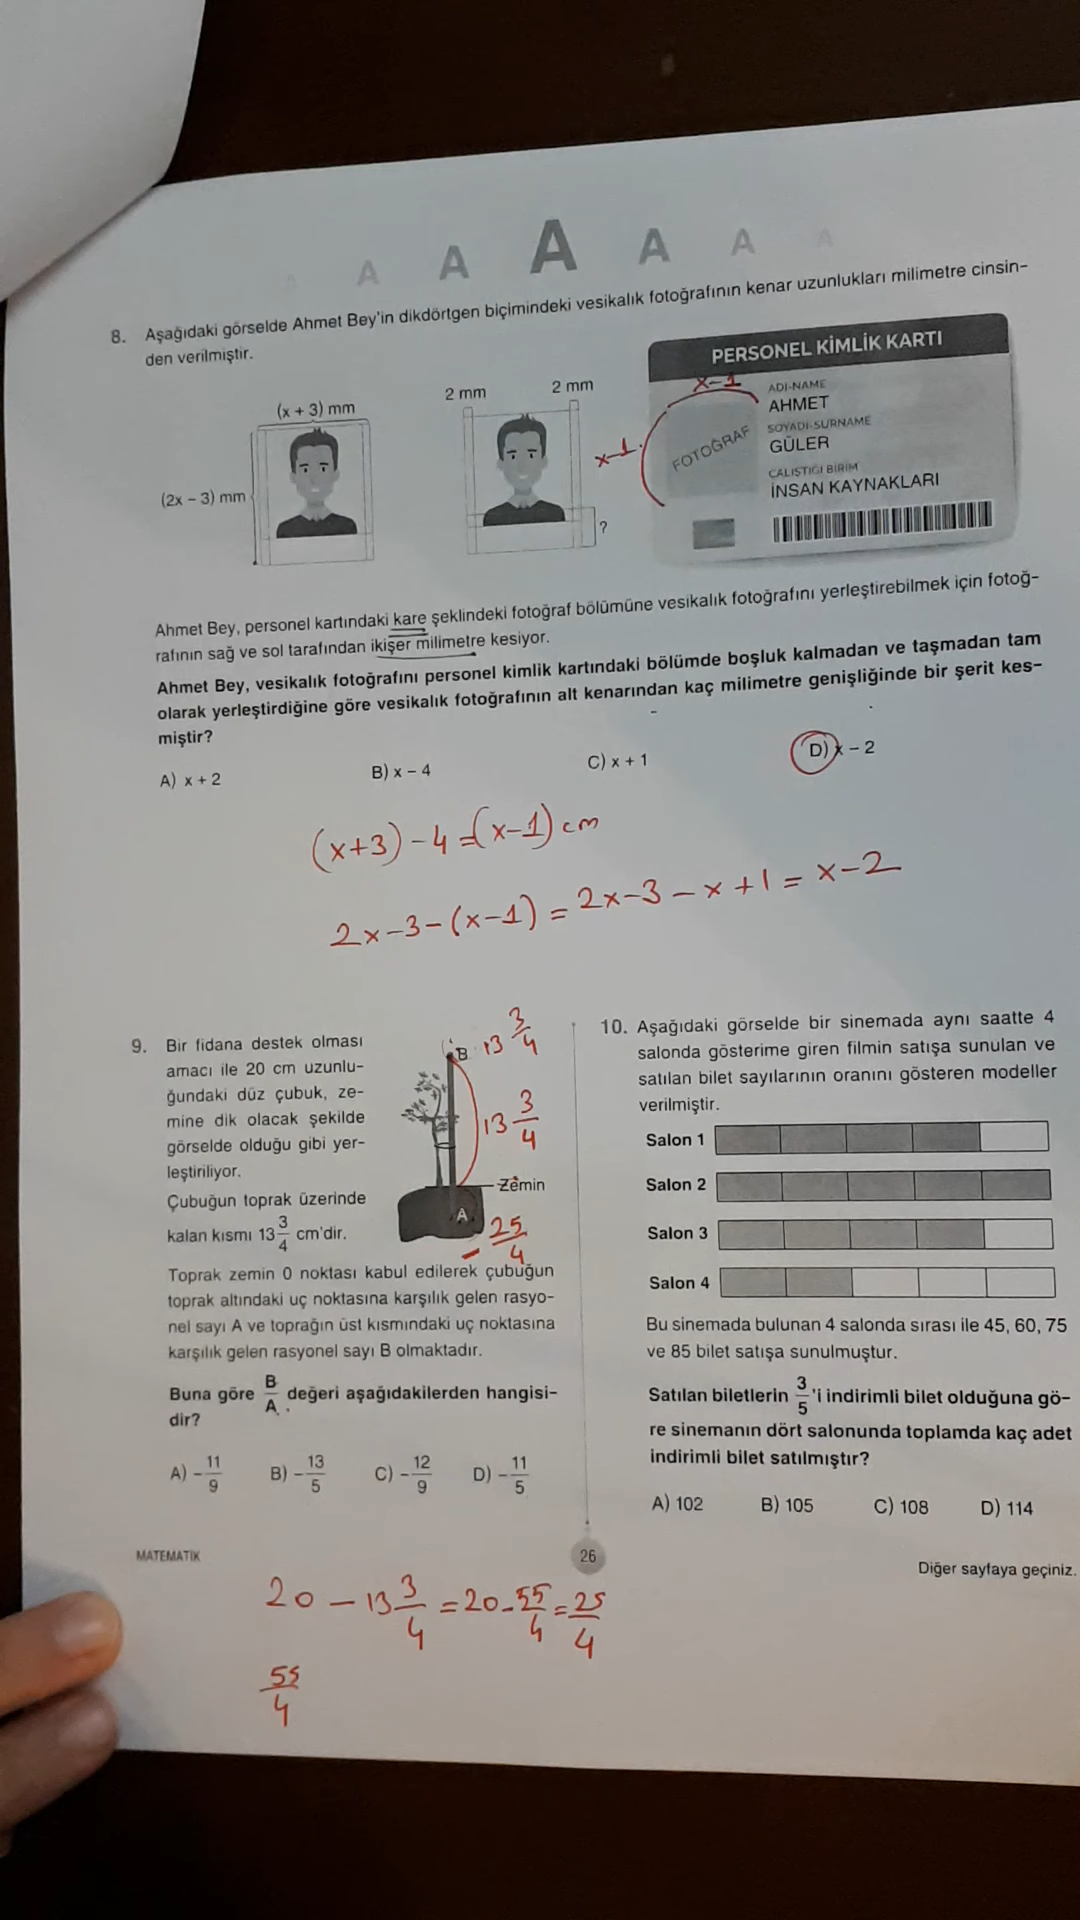 A A A A A A A
8. Aşağıdaki görselde Ahmet Bey'in dikdörtgen biçimindeki vesikalık fotoğrafının kenar uzunlukları milimetre cinsin-
den verilmiştir.
(x + 3) mm
(2x – 3) mm
2 mm 2 mm
?
x-1
x-1
PERSONEL KİMLİK KARTI
FOTOĞRAF
ADI-NAME
AHMET
SOYADI-SURNAME
GÜLER
ÇALIŞTIĞI BİRİM
İNSAN KAYNAKLARI
Ahmet Bey, personel kartındaki kare şeklindeki fotoğraf bölümüne vesikalık fotoğrafını yerleştirebilmek için fotoğ-
rafının sağ ve sol tarafından ikişer milimetre kesiyor.
Ahmet Bey, vesikalık fotoğrafını personel kimlik kartındaki bölümde boşluk kalmadan ve taşmadan tam
olarak yerleştirdiğine göre vesikalık fotoğrafının alt kenarından kaç milimetre genişliğinde bir şerit kes-
miştir?
A) x + 2 B) x – 4 C) x + 1 D) x – 2
(x+3) - 4 = (x-1) cm
2x-3-(x-1) = 2x-3-x+1 = x-2
9. Bir fidana destek olması
amacı ile 20 cm uzunlu-
ğundaki düz çubuk, ze-
mine dik olacak şekilde
görselde olduğu gibi yer-
leştiriliyor.
Çubuğun toprak üzerinde
kalan kısmı 13 3/4 cm'dir.
B 13 3/4
13 3/4
Zemin
A
- 25/4
Toprak zemin 0 noktası kabul edilerek çubuğun
toprak altındaki uç noktasına karşılık gelen rasyo-
nel sayı A ve toprağın üst kısmındaki uç noktasına
karşılık gelen rasyonel sayı B olmaktadır.
Buna göre B/A değeri aşağıdakilerden hangisi-
dir?
A) -11/9 B) -13/5 C) -12/9 D) -11/5
10. Aşağıdaki görselde bir sinemada aynı saatte 4
salonda gösterime giren filmin satışa sunulan ve
satılan bilet sayılarının oranını gösteren modeller
verilmiştir.
Salon 1
Salon 2
Salon 3
Salon 4
Bu sinemada bulunan 4 salonda sırası ile 45, 60, 75
ve 85 bilet satışa sunulmuştur.
Satılan biletlerin 3/5'i indirimli bilet olduğuna gö-
re sinemanın dört salonunda toplamda kaç adet
indirimli bilet satılmıştır?
A) 102 B) 105 C) 108 D) 114
MATEMATİK
26
Diğer sayfaya geçiniz.
20 - 13 3/4 = 20 - 55/4 = 25/4
55/4